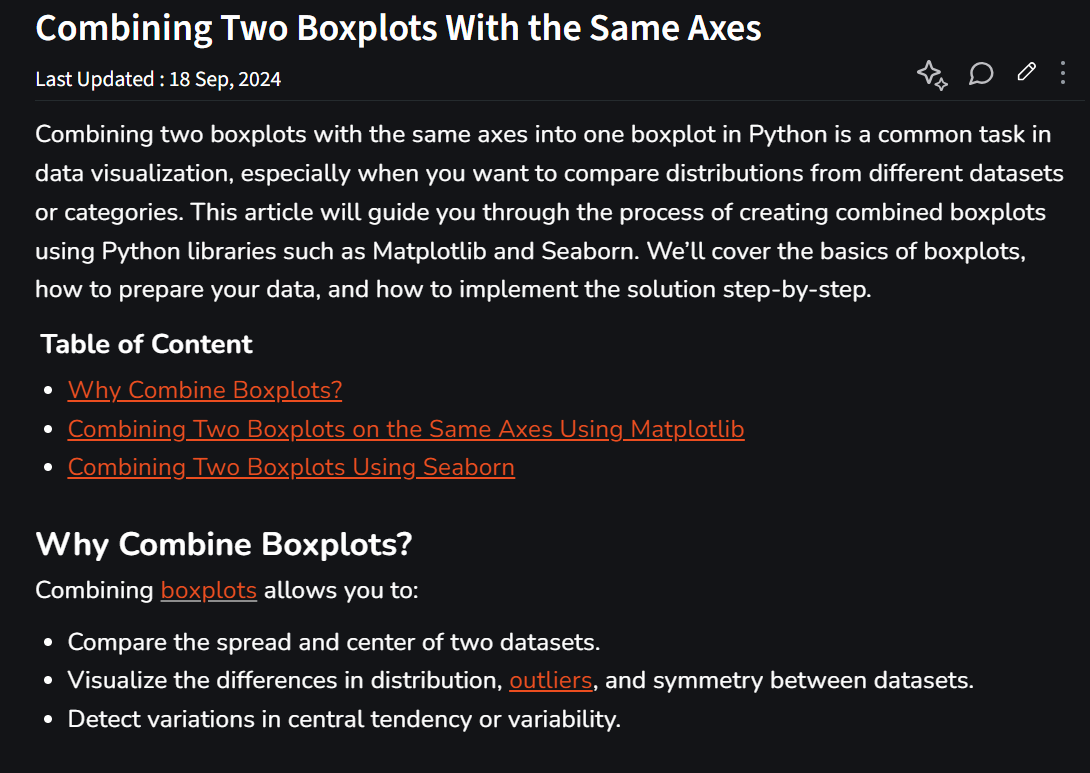 Combining Two Boxplots With the Same Axes
Last Updated : 18 Sep, 2024
Combining two boxplots with the same axes into one boxplot in Python is a common task in
data visualization, especially when you want to compare distributions from different datasets
or categories. This article will guide you through the process of creating combined boxplots
using Python libraries such as Matplotlib and Seaborn. We’ll cover the basics of boxplots,
how to prepare your data, and how to implement the solution step-by-step.
Table of Content
• Why Combine Boxplots?
• Combining Two Boxplots on the Same Axes Using Matplotlib
• Combining Two Boxplots Using Seaborn
Why Combine Boxplots?
Combining boxplots allows you to:
• Compare the spread and center of two datasets.
• Visualize the differences in distribution, outliers, and symmetry between datasets.
• Detect variations in central tendency or variability.